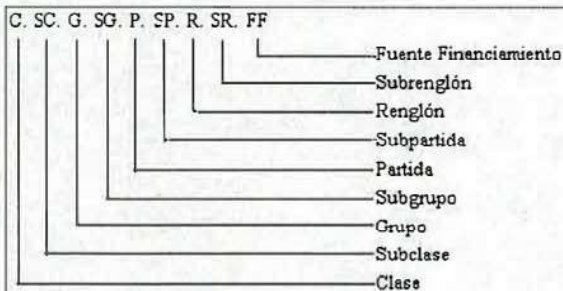 C. SC. G. SG. P. SP. R. SR. FF
Fuente Financiamiento
Subrenglón
Renglón
Subpartida
Partida
Subgrupo
Grupo
Subclase
Clase